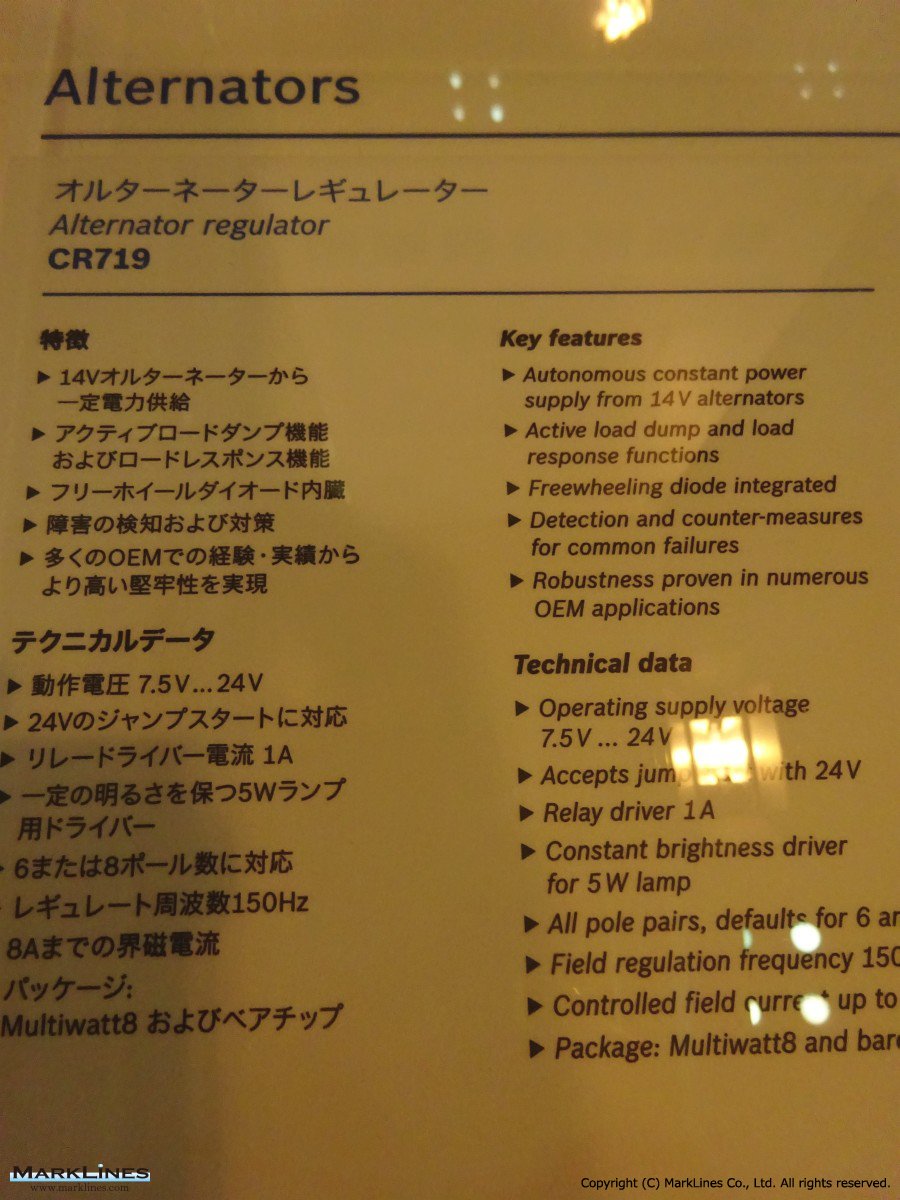 Alternators
オルターネーターレギュレーター
Alternator regulator
CR719
特徴
▶ 14Vオルターネーターから
一定電力供給
▶ アクティブロードダンプ機能
およびロードレスポンス機能
▶ フリーホイールダイオード内臓
▶ 障害の検知および対策
▶ 多くのOEMでの経験・実績から
より高い堅牢性を実現
テクニカルデータ
▶ 動作電圧 7.5V...24V
▶ 24Vのジャンプスタートに対応
▶ リレードライバー電流 1A
▶ 一定の明るさを保つ5Wランプ
用ドライバー
6または8ポール数に対応
レギュレート周波数150Hz
8Aまでの界磁電流
パッケージ:
Multiwatt8 およびベアチップ
Key features
▶ Autonomous constant power
supply from 14V alternators
▶ Active load dump and load
response functions
▶ Freewheeling diode integrated
▶ Detection and counter-measures
for common failures
▶ Robustness proven in numerous
OEM applications
Technical data
▶ Operating supply voltage
7.5V ... 24V
▶ Accepts jump with 24V
▶ Relay driver 1A
▶ Constant brightness driver
for 5W lamp
▶ All pole pairs, defaults for 6
▶ Field regulation frequency 150
▶ Controlled field current up to
▶ Package: Multiwatt8 and
MARKLINES
www.marklines.com
Copyright (C) MarkLines Co., Ltd. All rights reserved.